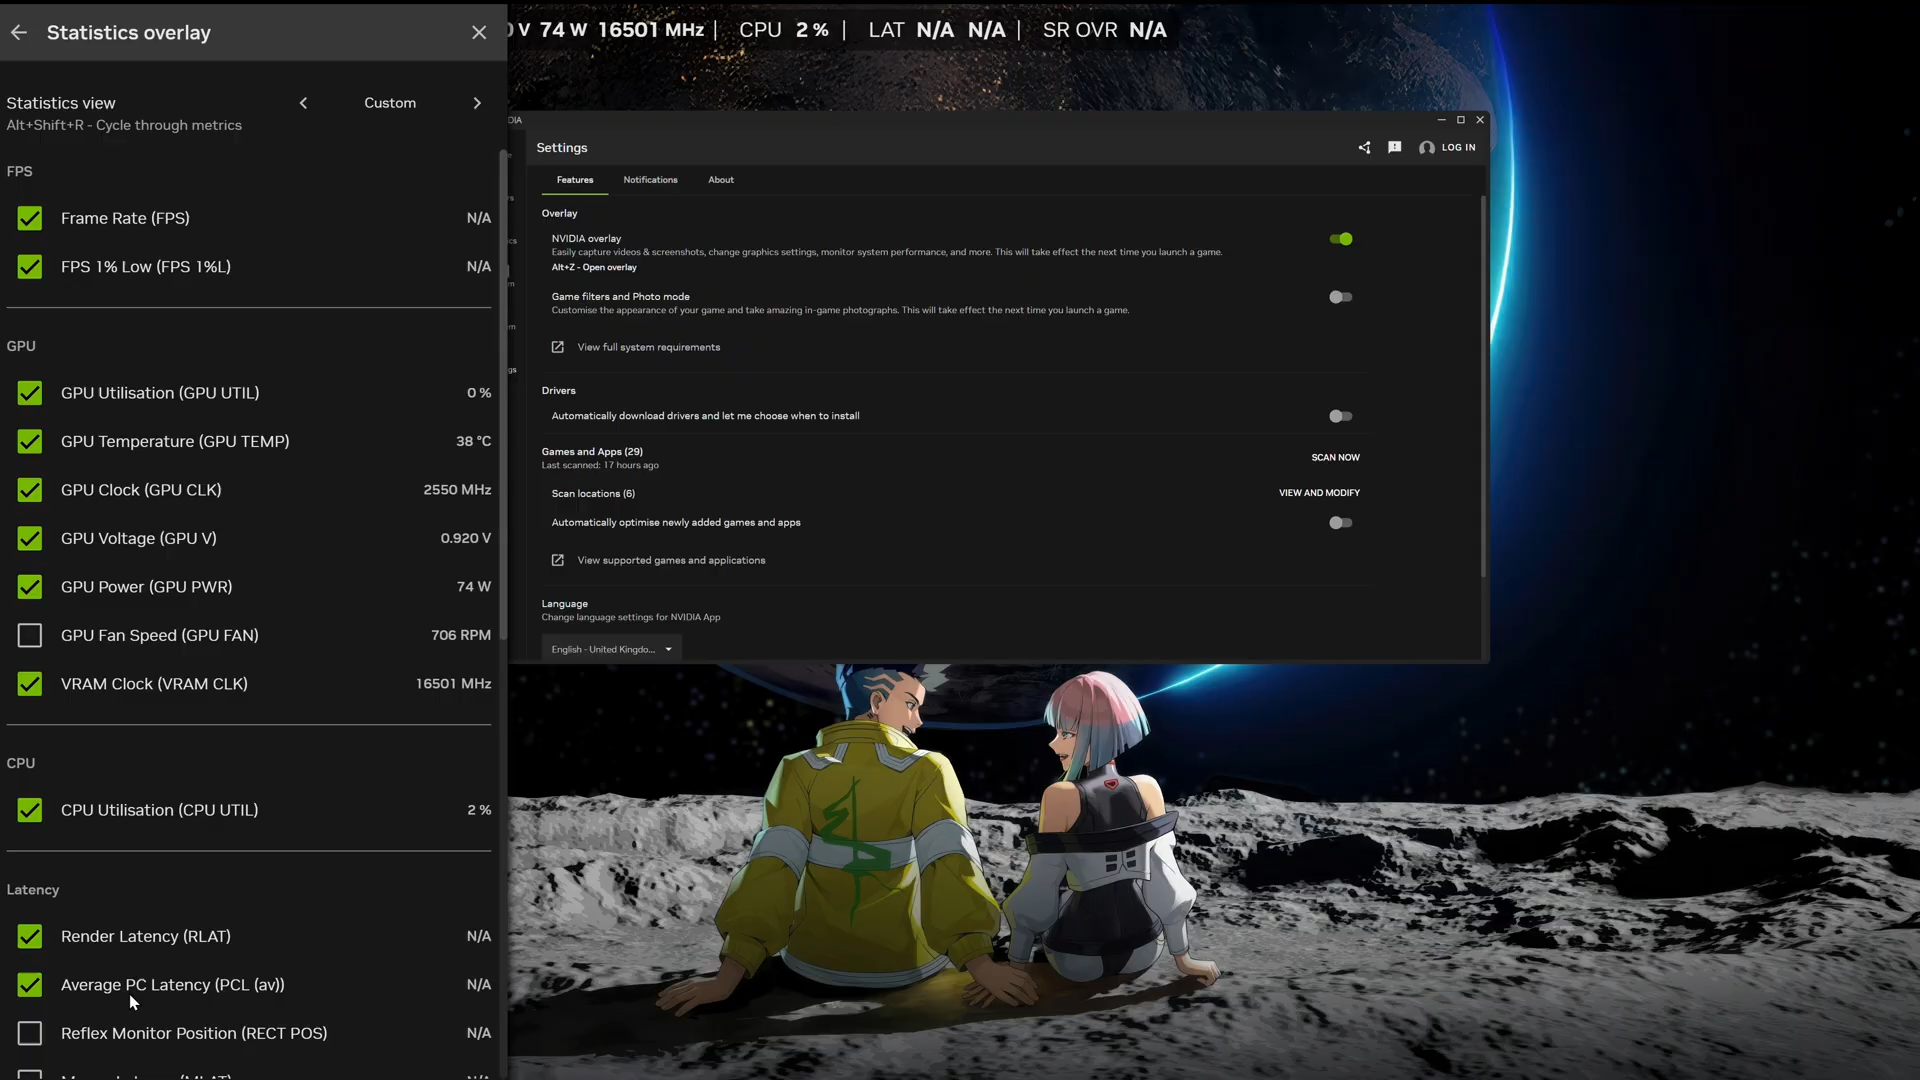 Statistics overlay
V 74 W 16501 MHz | CPU 2 % | LAT N/A N/A | SR OVR N/A
Statistics view
Custom
Alt+Shift+R - Cycle through metrics
FPS
Frame Rate (FPS) N/A
FPS 1% Low (FPS 1%L) N/A
GPU
GPU Utilisation (GPU UTIL) 0 %
GPU Temperature (GPU TEMP) 38 °C
GPU Clock (GPU CLK) 2550 MHz
GPU Voltage (GPU V) 0.920 V
GPU Power (GPU PWR) 74 W
GPU Fan Speed (GPU FAN) 706 RPM
VRAM Clock (VRAM CLK) 16501 MHz
CPU
CPU Utilisation (CPU UTIL) 2 %
Latency
Render Latency (RLAT) N/A
Average PC Latency (PCL (av)) N/A
Reflex Monitor Position (RECT POS) N/A
Settings
LOG IN
Features
Notifications
About
Overlay
NVIDIA overlay
Easily capture videos & screenshots, change graphics settings, monitor system performance, and more. This will take effect the next time you launch a game.
Alt+Z - Open overlay
Game filters and Photo mode
Customise the appearance of your game and take amazing in-game photographs. This will take effect the next time you launch a game.
View full system requirements
Drivers
Automatically download drivers and let me choose when to install
Games and Apps (29)
Last scanned: 17 hours ago
SCAN NOW
Scan locations (6)
VIEW AND MODIFY
Automatically optimise newly added games and apps
View supported games and applications
Language
Change language settings for NVIDIA App
English - United Kingdo...